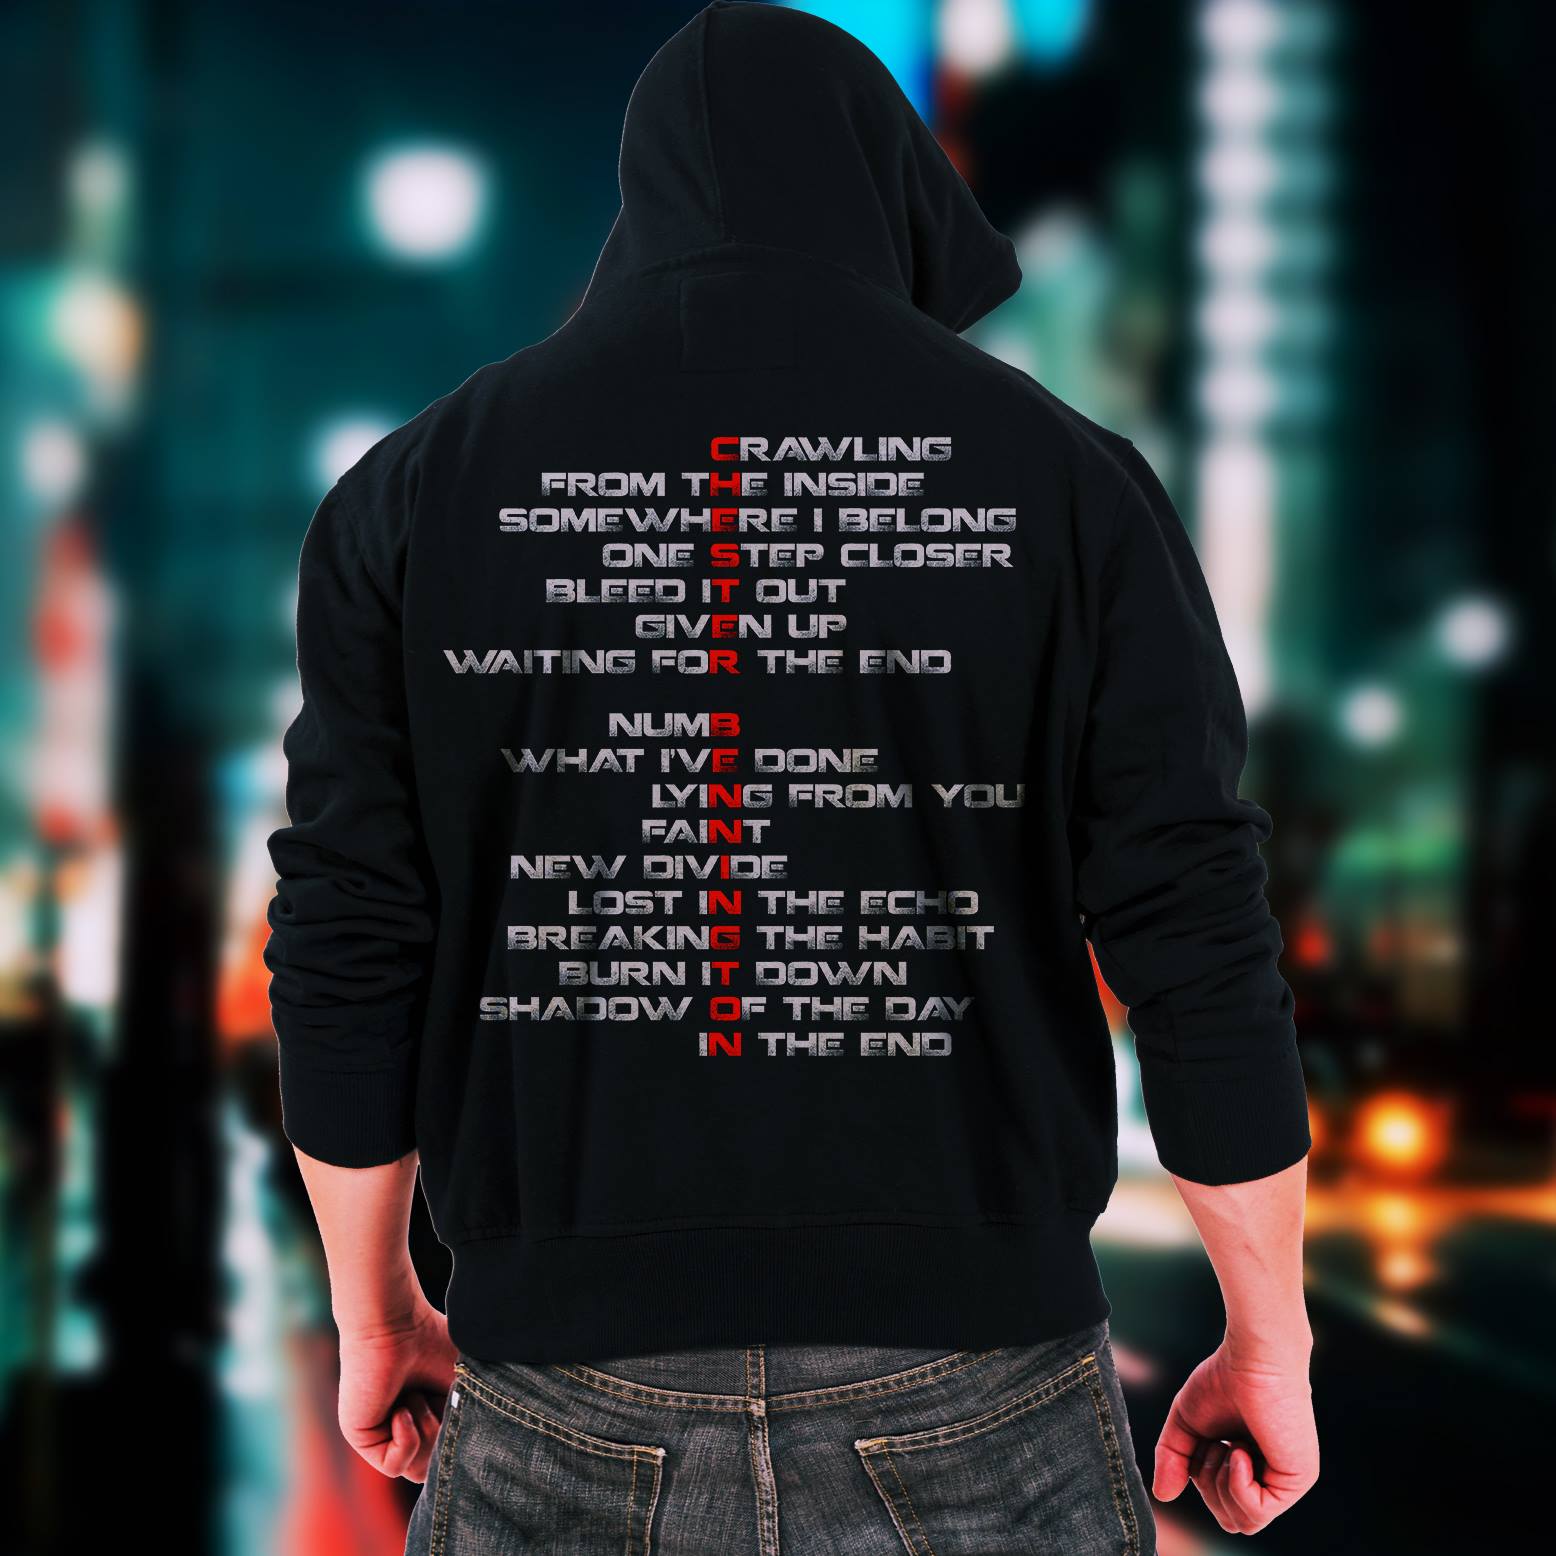 CRAWLING
FROM THE INSIDE
SOMEWHERE I BELONG
ONE STEP CLOSER
BLEED IT OUT
GIVEN UP
WAITING FOR THE END
NUMB
WHAT I'VE DONE
LYING FROM YOU
FAINT
NEW DIVIDE
LOST IN THE ECHO
BREAKING THE HABIT
BURN IT DOWN
SHADOW OF THE DAY
IN THE END